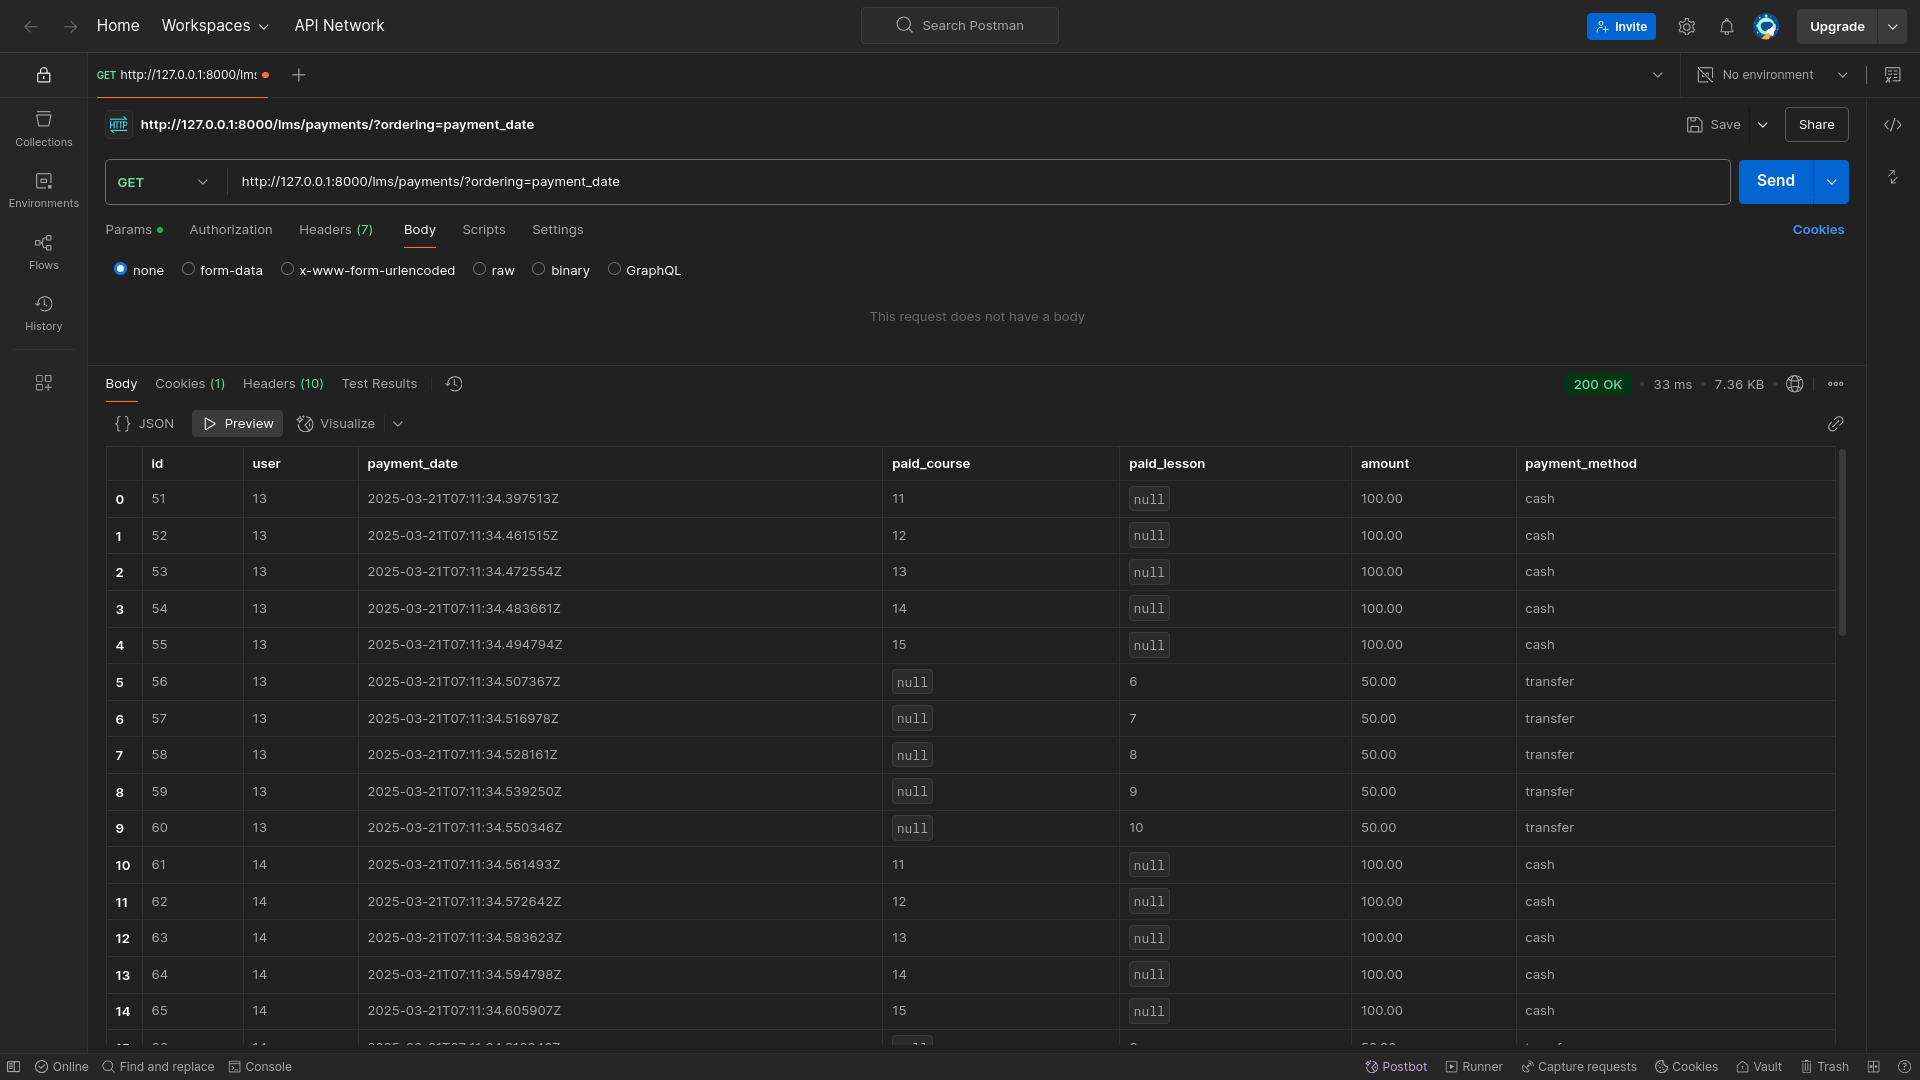 Home Workspaces API Network Search Postman Invite Upgrade
GET http://127.0.0.1:8000/lms No environment
HTTP http://127.0.0.1:8000/lms/payments/?ordering=payment_date Save Share
GET http://127.0.0.1:8000/lms/payments/?ordering=payment_date Send
Collections
Environments
Flows
History
Params Authorization Headers (7) Body Scripts Settings Cookies
none form-data x-www-form-urlencoded raw binary GraphQL
This request does not have a body
Body Cookies (1) Headers (10) Test Results 200 OK 33 ms 7.36 KB
{} JSON Preview Visualize
id user payment_date paid_course paid_lesson amount payment_method
0 51 13 2025-03-21T07:11:34.397513Z 11 null 100.00 cash
1 52 13 2025-03-21T07:11:34.461515Z 12 null 100.00 cash
2 53 13 2025-03-21T07:11:34.472554Z 13 null 100.00 cash
3 54 13 2025-03-21T07:11:34.483661Z 14 null 100.00 cash
4 55 13 2025-03-21T07:11:34.494794Z 15 null 100.00 cash
5 56 13 2025-03-21T07:11:34.507367Z null 6 50.00 transfer
6 57 13 2025-03-21T07:11:34.516978Z null 7 50.00 transfer
7 58 13 2025-03-21T07:11:34.528161Z null 8 50.00 transfer
8 59 13 2025-03-21T07:11:34.539250Z null 9 50.00 transfer
9 60 13 2025-03-21T07:11:34.550346Z null 10 50.00 transfer
10 61 14 2025-03-21T07:11:34.561493Z 11 null 100.00 cash
11 62 14 2025-03-21T07:11:34.572642Z 12 null 100.00 cash
12 63 14 2025-03-21T07:11:34.583623Z 13 null 100.00 cash
13 64 14 2025-03-21T07:11:34.594798Z 14 null 100.00 cash
14 65 14 2025-03-21T07:11:34.605907Z 15 null 100.00 cash
Online Find and replace Console Postbot Runner Capture requests Cookies Vault Trash